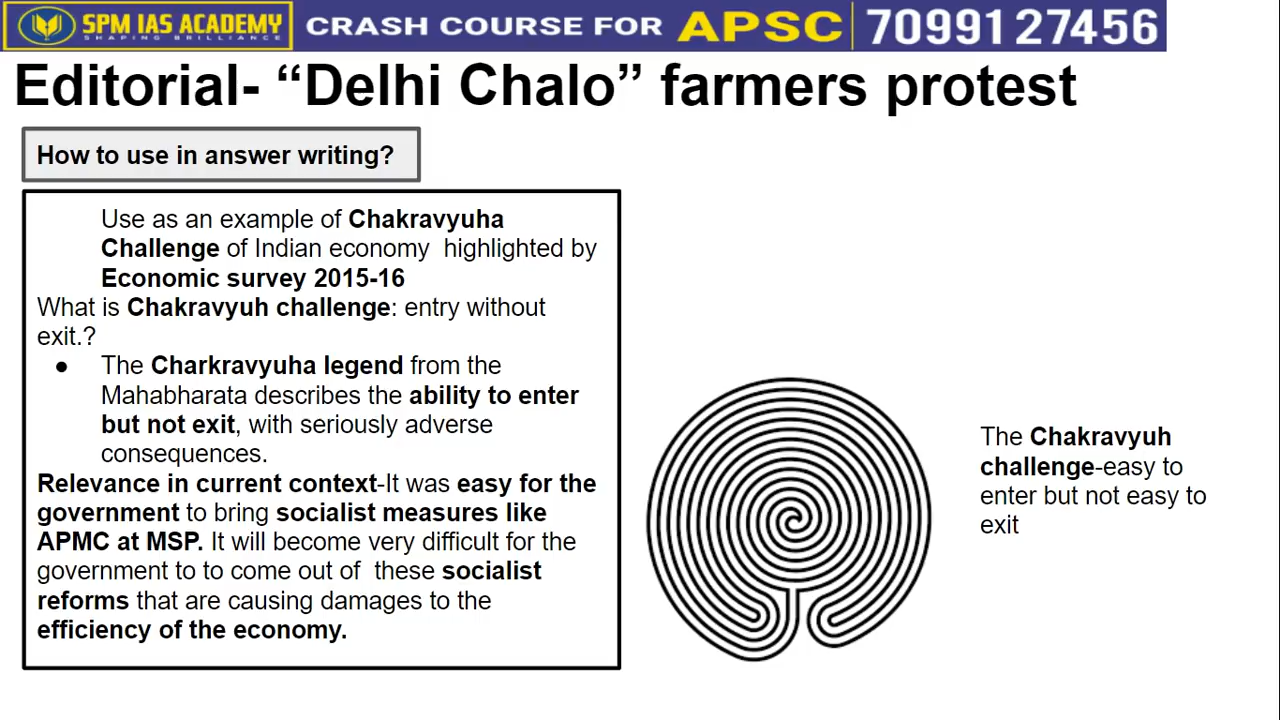 SPM IAS ACADEMY
SHAPING BRILLIANCE
CRASH COURSE FOR APSC 7099127456
Editorial- “Delhi Chalo” farmers protest
How to use in answer writing?
Use as an example of Chakravyuha
Challenge of Indian economy highlighted by
Economic survey 2015-16
What is Chakravyuh challenge: entry without
exit.?
● The Charkravyuha legend from the
Mahabharata describes the ability to enter
but not exit, with seriously adverse
consequences.
Relevance in current context-It was easy for the
government to bring socialist measures like
APMC at MSP. It will become very difficult for the
government to to come out of these socialist
reforms that are causing damages to the
efficiency of the economy.
The Chakravyuh
challenge-easy to
enter but not easy to
exit